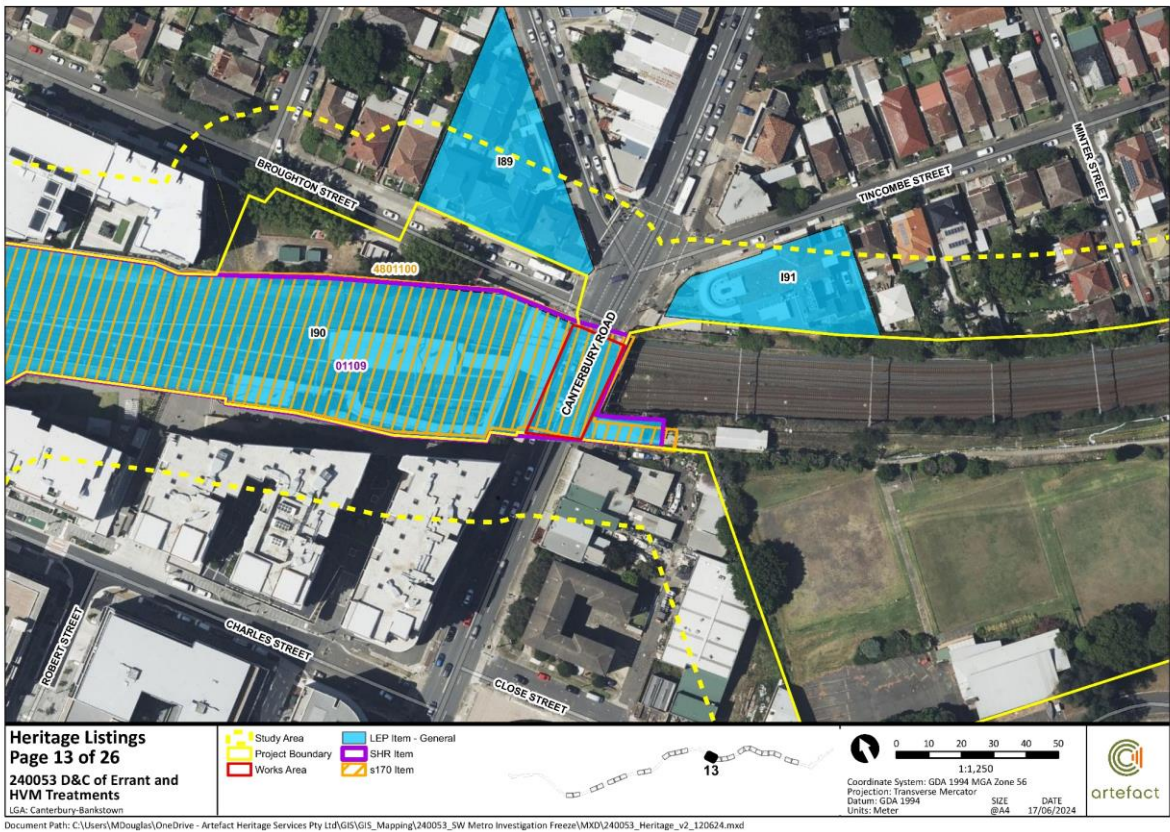 BROUGHTON STREET
I89
TINCOMBE STREET
MINTER STREET
4801100
I91
I90
01109
CANTERBURY ROAD
ROBERT STREET
CHARLES STREET
CLOSE STREET
Heritage Listings
Page 13 of 26
240053 D&C of Errant and
HVM Treatments
LGA: Canterbury-Bankstown
Study Area
Project Boundary
Works Area
LEP Item - General
SHR Item
s170 Item
13
0 10 20 30 40 50
1:1,250
Coordinate System: GDA 1994 MGA Zone 56
Projection: Transverse Mercator
Datum: GDA 1994
Units: Meter
SIZE
@A4
DATE
17/06/2024
artefact
Document Path: C:\Users\MDouglas\OneDrive - Artefact Heritage Services Pty Ltd\GIS\GIS_Mapping\240053_SW Metro Investigation Freeze\MXD\240053_Heritage_v2_120624.mxd